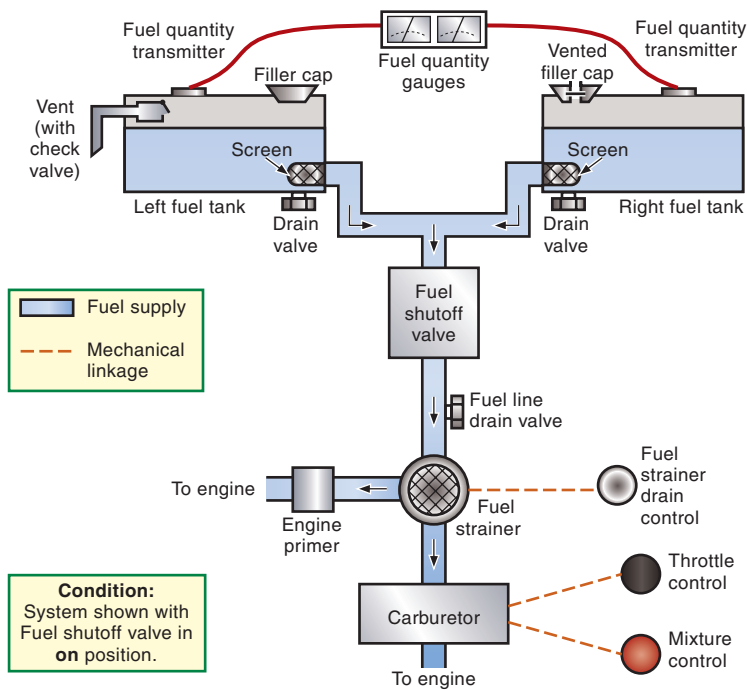 Fuel quantity
transmitter
Fuel quantity
gauges
Fuel quantity
transmitter
Filler cap
Vented
filler cap
Vent
(with
check
valve)
Screen
Screen
Left fuel tank
Right fuel tank
Drain
valve
Drain
valve
Fuel
shutoff
valve
Fuel supply
Mechanical
linkage
Fuel line
drain valve
To engine
Engine
primer
Fuel
strainer
Fuel
strainer
drain
control
Throttle
control
Condition:
System shown with
Fuel shutoff valve in
on position.
Carburetor
Mixture
control
To engine